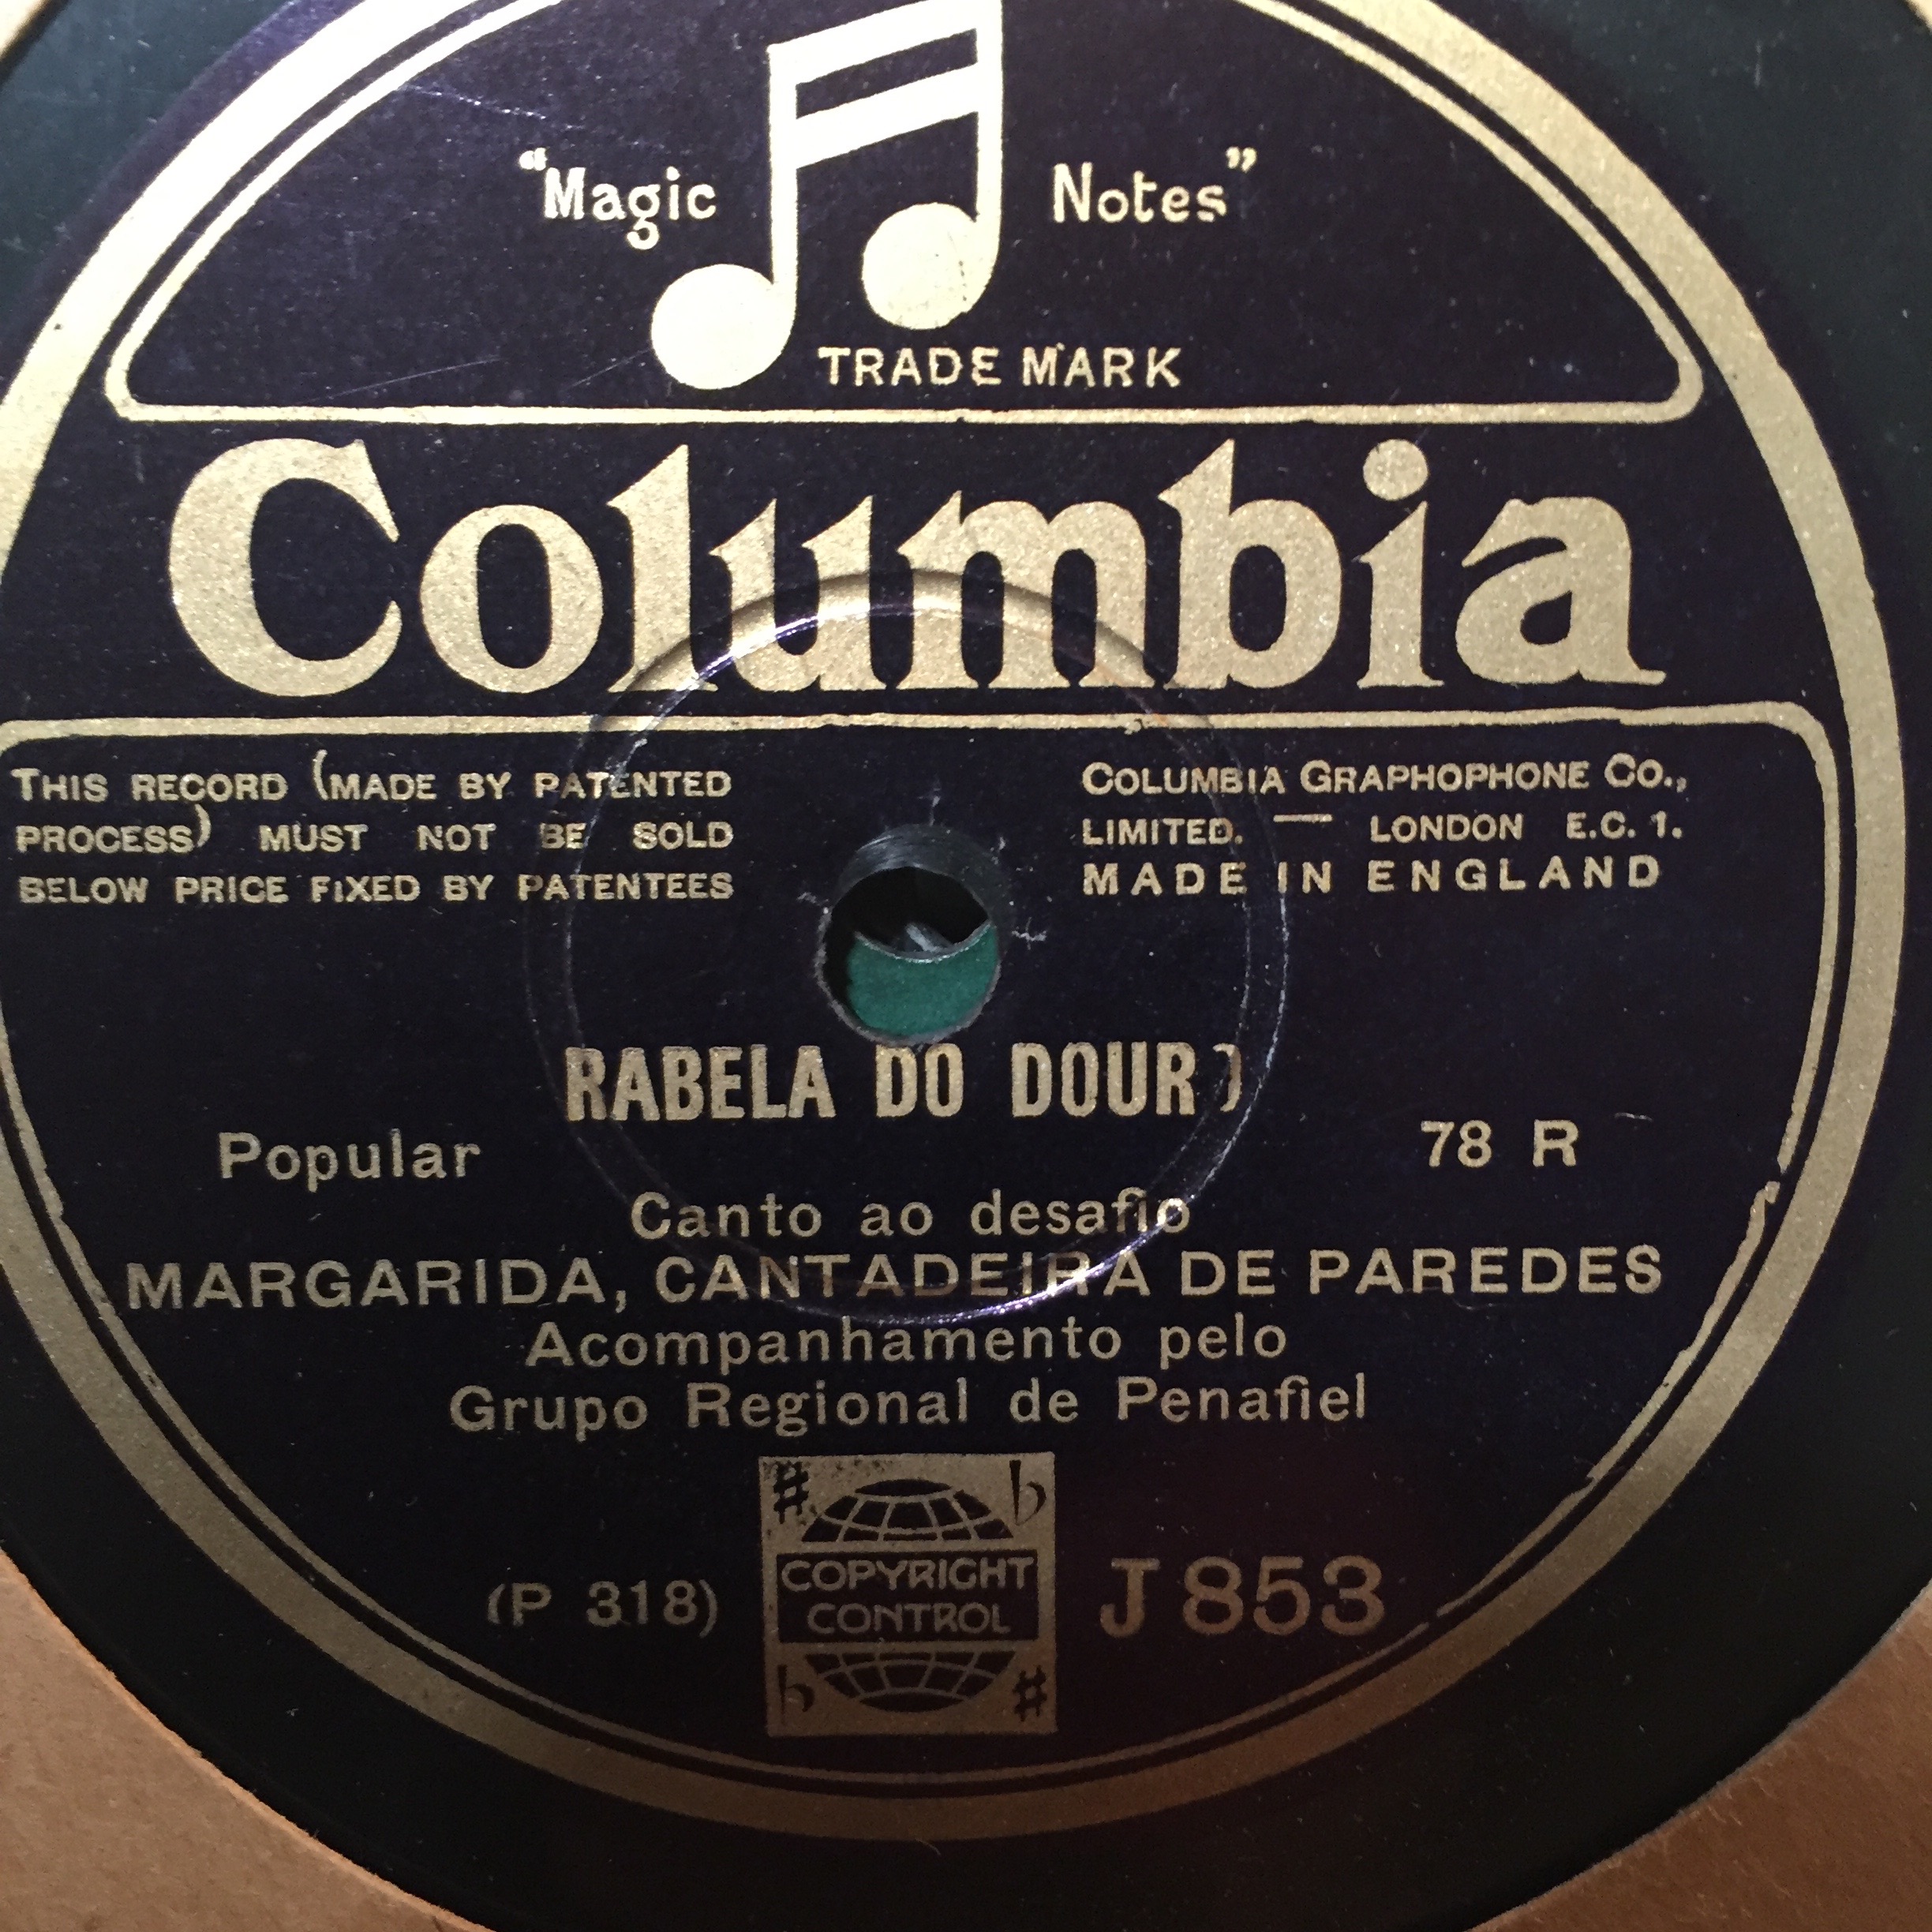 "Magic Notes"
TRADE MARK
Columbia
THIS RECORD (MADE BY PATENTED
PROCESS) MUST NOT BE SOLD
BELOW PRICE FIXED BY PATENTEES
COLUMBIA GRAPHOPHONE CO.,
LIMITED. — LONDON E.C. 1.
MADE IN ENGLAND
RABELA DO DOURO
Popular
78 R
Canto ao desafio
MARGARIDA, CANTADEIRA DE PAREDES
Acompanhamento pelo
Grupo Regional de Penafiel
(P 318)
COPYRIGHT
CONTROL
J 853